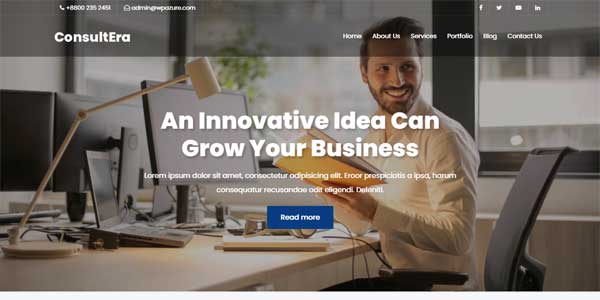 +8800 235 2451 admin@wpazure.com
ConsultEra
Home About Us Services Portfolio Blog Contact Us
An Innovative Idea Can
Grow Your Business
Lorem ipsum dolor sit amet, consectetur adipisicing elit. Eroor prespiciatis a ipsa, harum
consequatur recusandae odit eligendi. Deleniti.
Read more